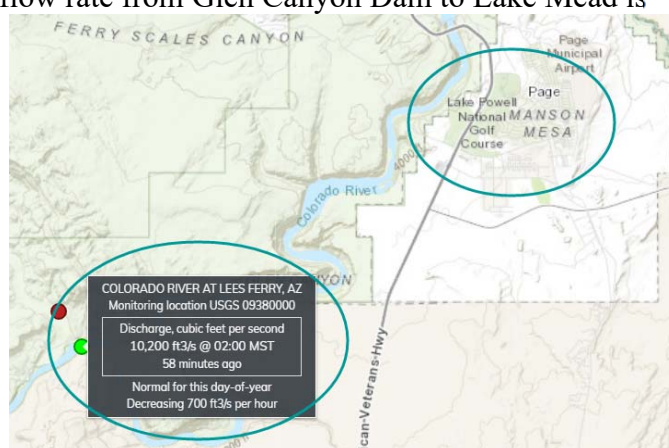 flow rate from Glen Canyon Dam to Lake Mead is
FERRY SCALES CANYON
Page
Municipal
Airport
Page
Lake Powell
National
Golf
Course
MANSON
MESA
4000
Colorado River
YON
COLORADO RIVER AT LEES FERRY, AZ
Monitoring location USGS 09380000
Discharge, cubic feet per second
10,200 ft3/s @ 02:00 MST
58 minutes ago
Normal for this day-of-year
Decreasing 700 ft3/s per hour
can-Veterans-Hwy